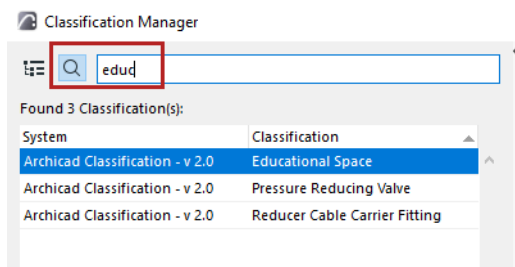 Classification Manager
educ
Found 3 Classification(s):
System Classification
Archicad Classification - v 2.0 Educational Space
Archicad Classification - v 2.0 Pressure Reducing Valve
Archicad Classification - v 2.0 Reducer Cable Carrier Fitting